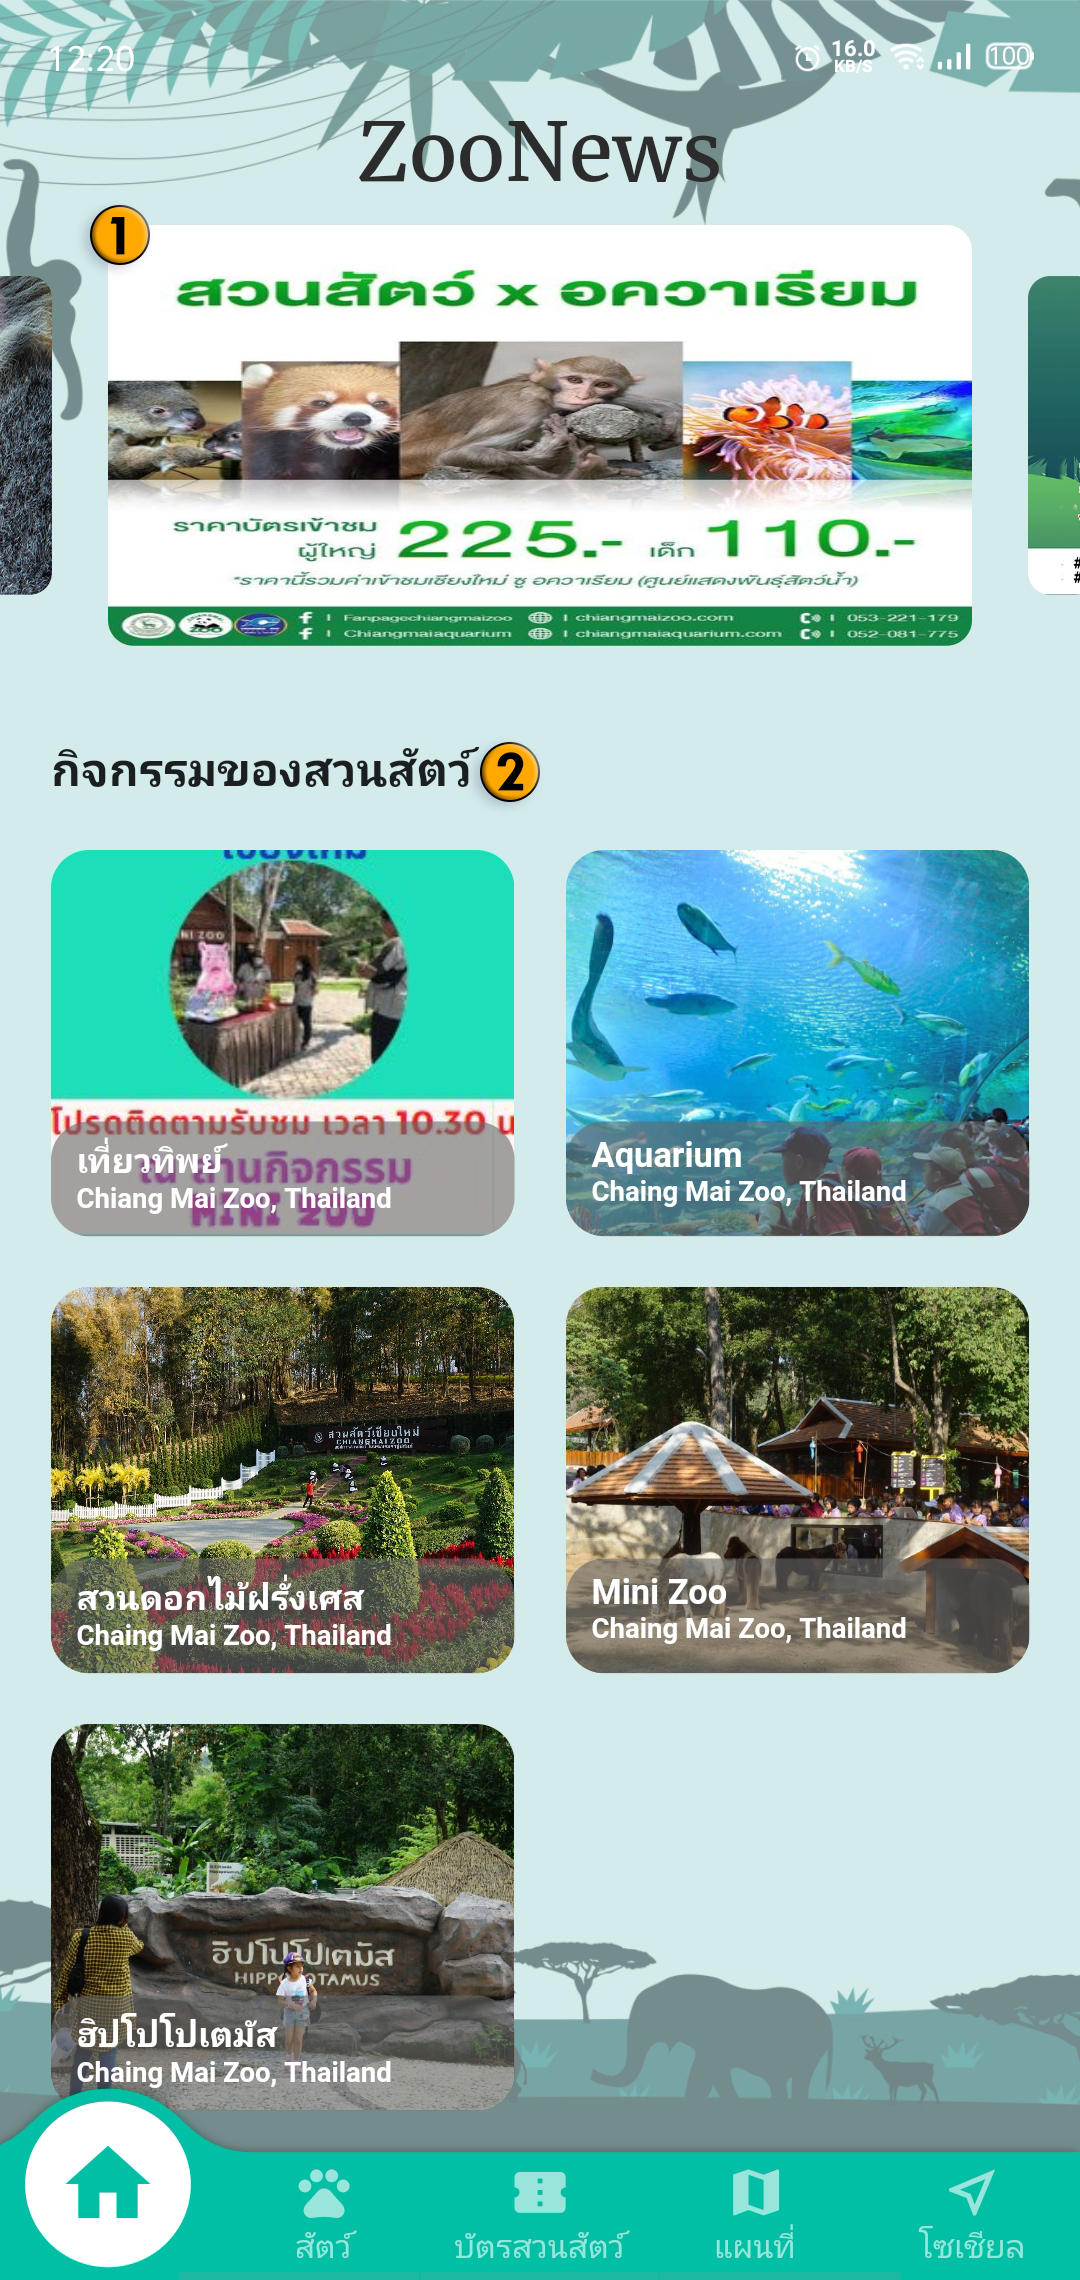 12:20
16.0
KB/S
100
ZooNews
1
สวนสัตว์ x อควาเรียม
ราคาบัตรเข้าชม
ผู้ใหญ่ 225.- เด็ก 110.-
*ราคานี้รวมค่าเข้าชมเชียงใหม่ ซู อควาเรียม (ศูนย์แสดงพันธุ์สัตว์น้ำ)
Fanpagechiangmaizoo | chiangmaizoo.com | 053-221-179
Chiangmaiaquarium | chiangmaiaquarium.com | 052-081-775
กิจกรรมของสวนสัตว์ 2
โปรดติดตามรับชม เวลา 10.30 น
ณ ลานกิจกรรม
MINI ZOO
เที่ยวทิพย์
Chiang Mai Zoo, Thailand
Aquarium
Chaing Mai Zoo, Thailand
สวนสัตว์เชียงใหม่
CHIANGMAI ZOO
สวนดอกไม้ฝรั่งเศส
Chaing Mai Zoo, Thailand
Mini Zoo
Chaing Mai Zoo, Thailand
ฮิปโปโปเตมัส
HIPPOPOTAMUS
ฮิปโปโปเตมัส
Chaing Mai Zoo, Thailand
สัตว์
บัตรสวนสัตว์
แผนที่
โซเชียล